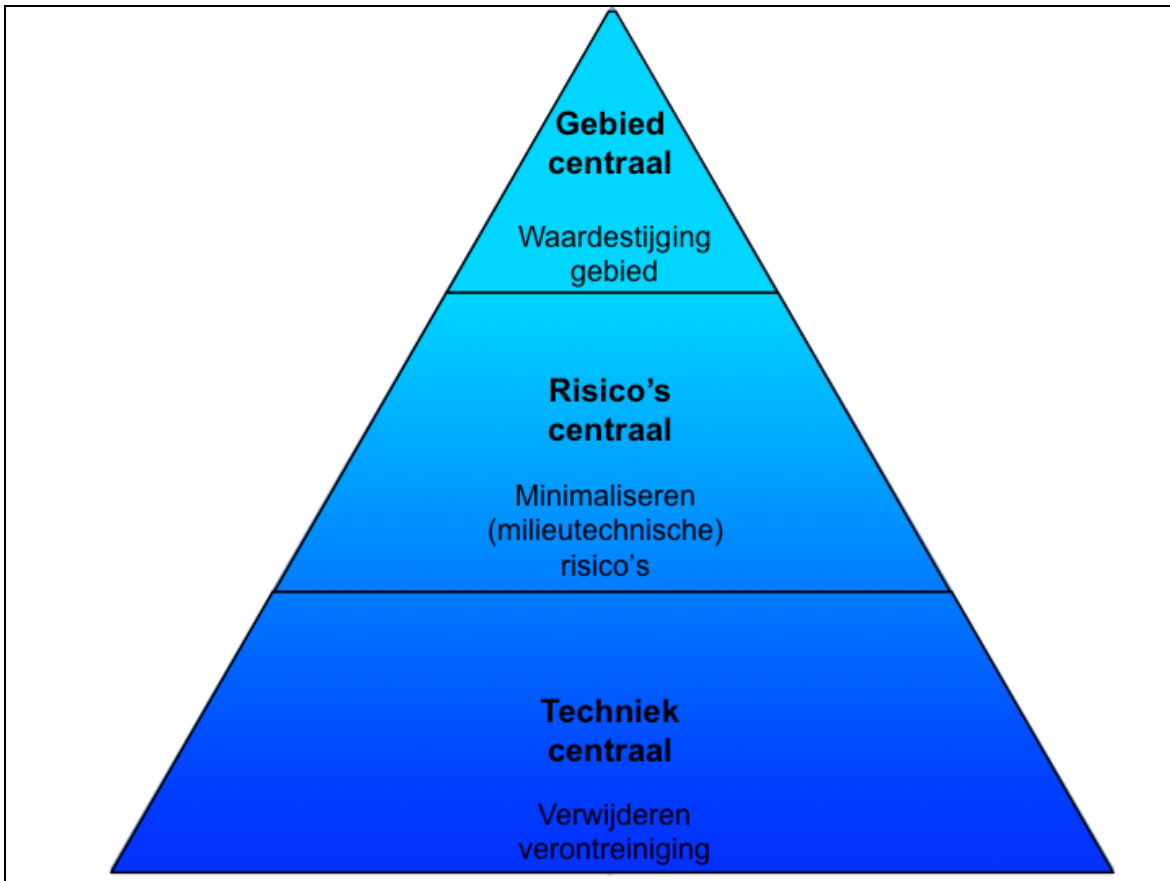 Gebied
centraal
Waardestijging
gebied
Risico's
centraal
Minimaliseren
(milieutechnische)
risico's
Techniek
centraal
Verwijderen
verontreiniging